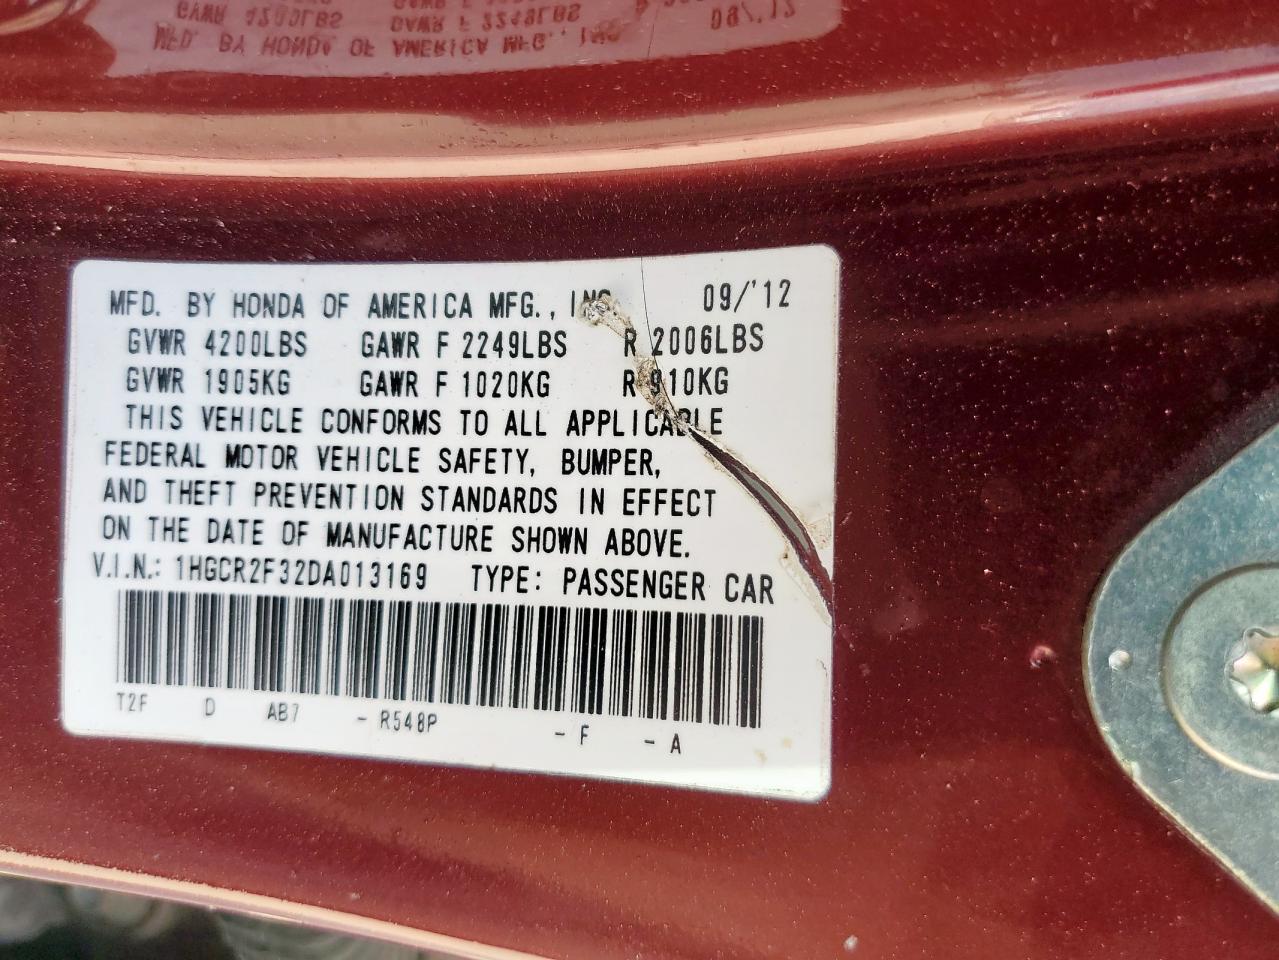 MFD. BY HONDA OF AMERICA MFG., INC. 09/'12
GVWR 4200LBS GAWR F 2249LBS R 2006LBS
GVWR 1905KG GAWR F 1020KG R 910KG
THIS VEHICLE CONFORMS TO ALL APPLICABLE
FEDERAL MOTOR VEHICLE SAFETY, BUMPER,
AND THEFT PREVENTION STANDARDS IN EFFECT
ON THE DATE OF MANUFACTURE SHOWN ABOVE.
V.I.N.: 1HGCR2F32DA013169 TYPE: PASSENGER CAR
T2F D AB7 - R548P - F - A